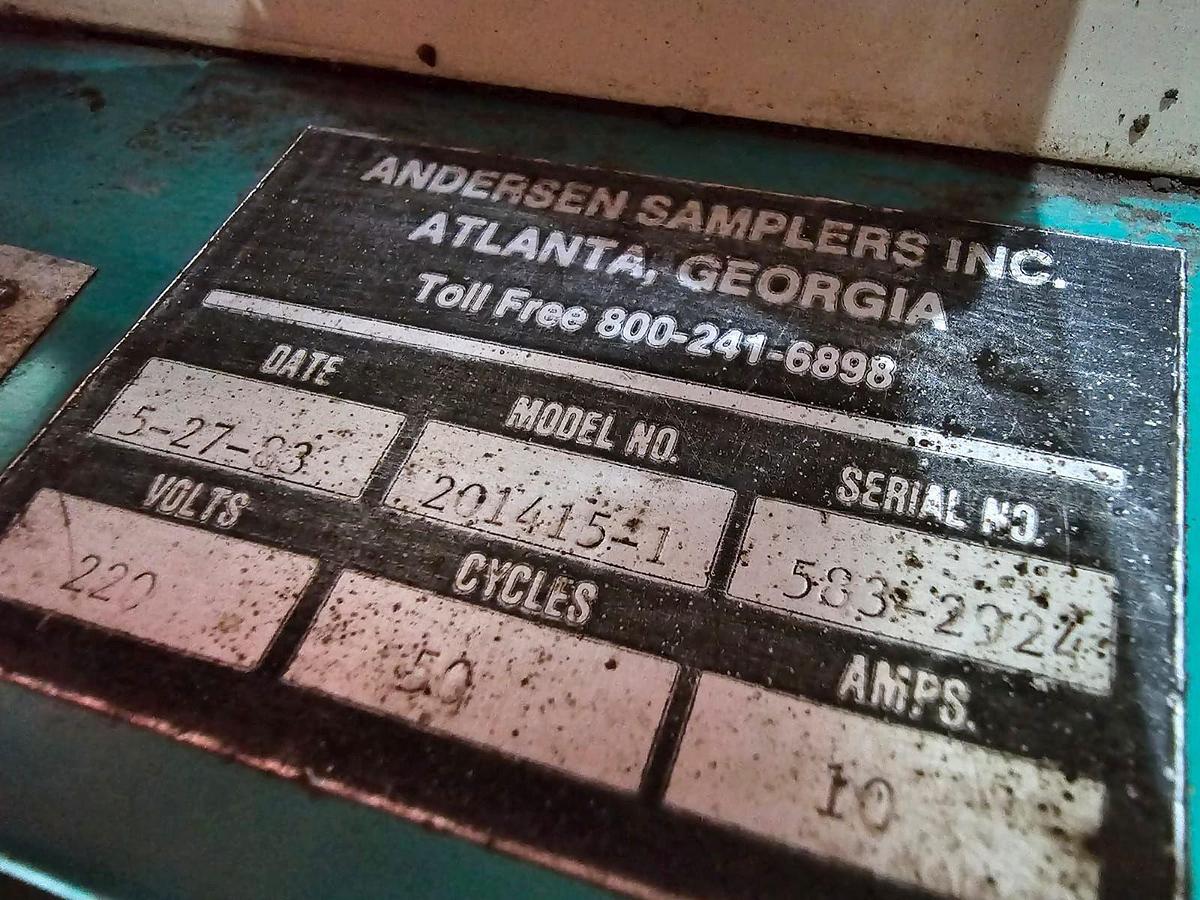 ANDERSEN SAMPLERS INC.
ATLANTA, GEORGIA
Toll Free 800-241-6898
DATE MODEL NO. SERIAL NO.
5-27-83 201415-1 583-2024
VOLTS CYCLES AMPS.
220 50 10